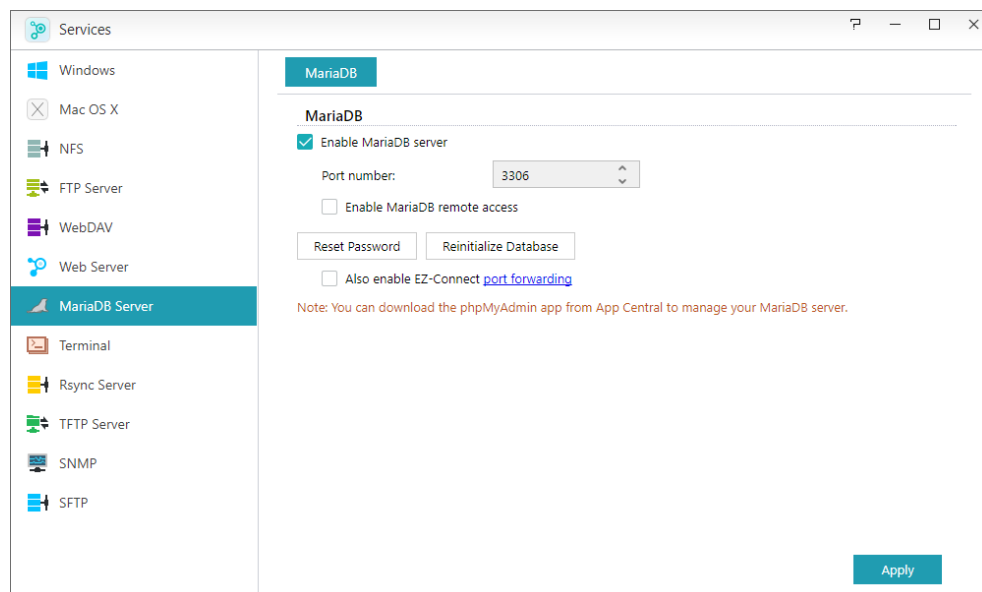 Services
Windows
Mac OS X
NFS
FTP Server
WebDAV
Web Server
MariaDB Server
Terminal
Rsync Server
TFTP Server
SNMP
SFTP
MariaDB
MariaDB
Enable MariaDB server
Port number: 3306
Enable MariaDB remote access
Reset Password Reinitialize Database
Also enable EZ-Connect port forwarding
Note: You can download the phpMyAdmin app from App Central to manage your MariaDB server.
Apply